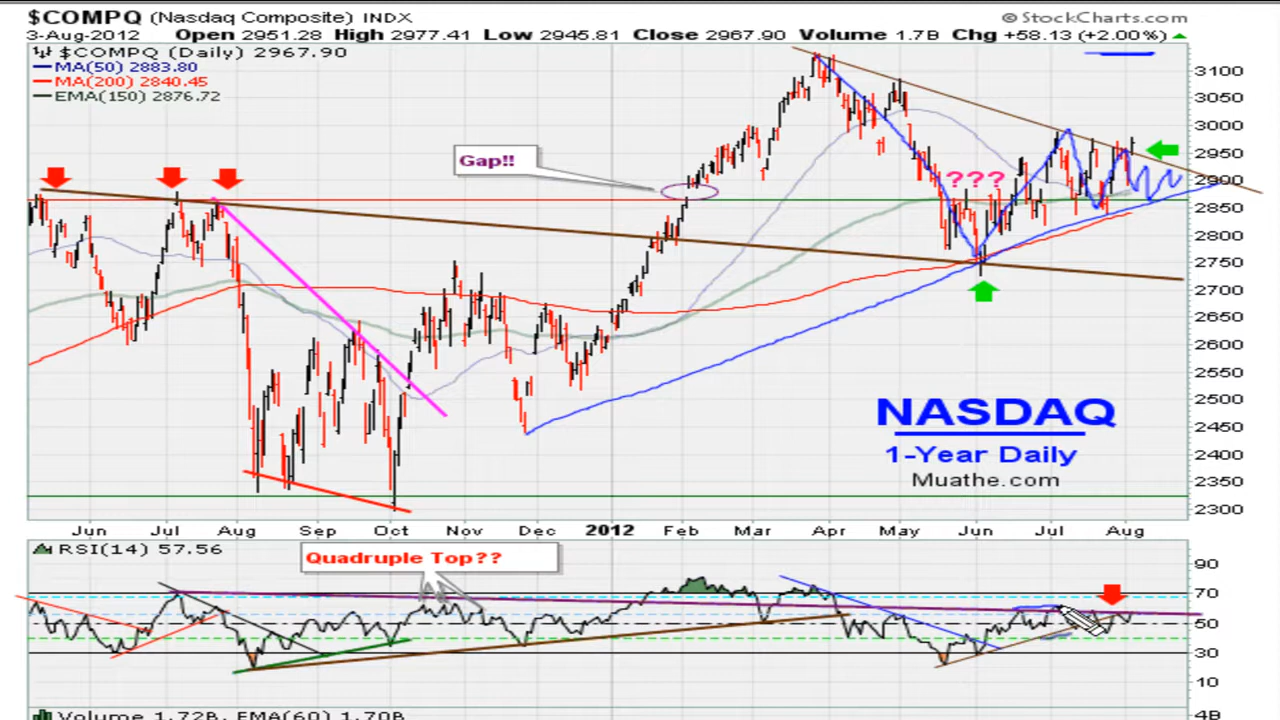 $COMPQ (Nasdaq Composite) INDX
© StockCharts.com
3-Aug-2012 Open 2951.28 High 2977.41 Low 2945.81 Close 2967.90 Volume 1.7B Chg +58.13 (+2.00%)
$COMPQ (Daily) 2967.90
MA(50) 2883.80
MA(200) 2840.45
EMA(150) 2876.72
3100
3050
3000
2950
2900
2850
2800
2750
2700
2650
2600
2550
2500
2450
2400
2350
2300
Gap!!
???
NASDAQ
1-Year Daily
Muathe.com
Jun Jul Aug Sep Oct Nov Dec 2012 Feb Mar Apr May Jun Jul Aug
RSI(14) 57.56
Quadruple Top??
90
70
50
30
10
Volume 1.72B, EMA(60) 1.70B
4B